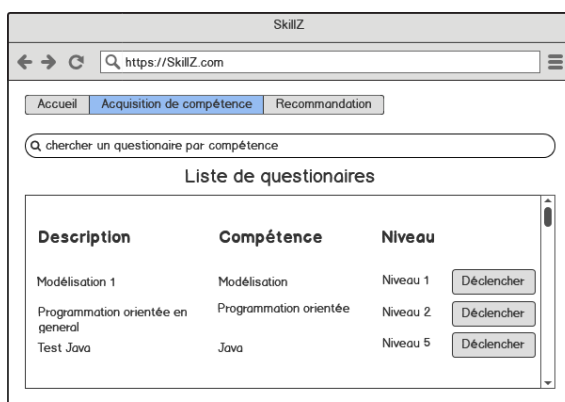 SkillZ
https://SkillZ.com
Accueil Acquisition de compétence Recommandation
chercher un questionaire par compétence
Liste de questionaires
Description Compétence Niveau
Modélisation 1 Modélisation Niveau 1 Déclencher
Programmation orientée en Programmation orientée Niveau 2 Déclencher
general
Test Java Java Niveau 5 Déclencher